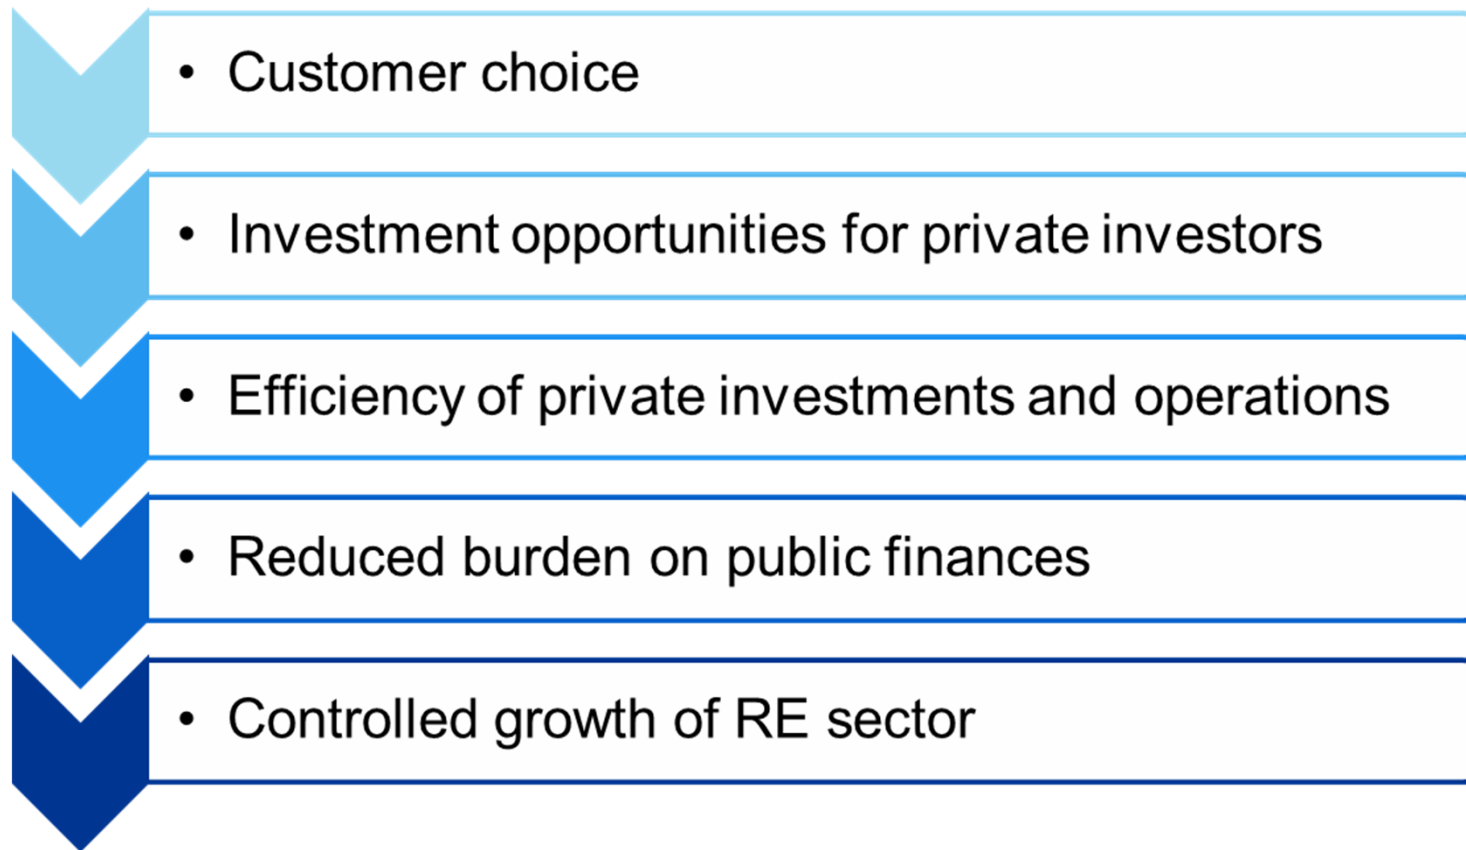 • Customer choice
• Investment opportunities for private investors
• Efficiency of private investments and operations
• Reduced burden on public finances
• Controlled growth of RE sector